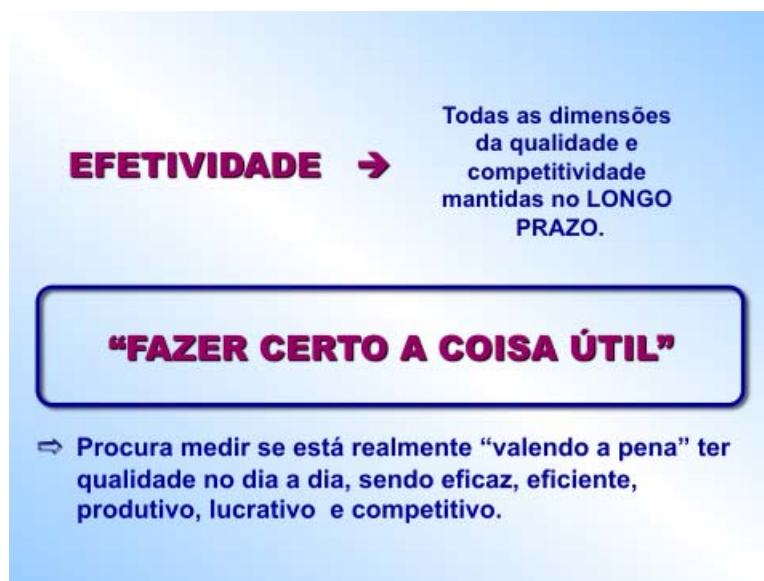 EFETIVIDADE ➔
Todas as dimensões
da qualidade e
competitividade
mantidas no LONGO
PRAZO.
“FAZER CERTO A COISA ÚTIL”
⇨ Procura medir se está realmente “valendo a pena” ter
qualidade no dia a dia, sendo eficaz, eficiente,
produtivo, lucrativo e competitivo.